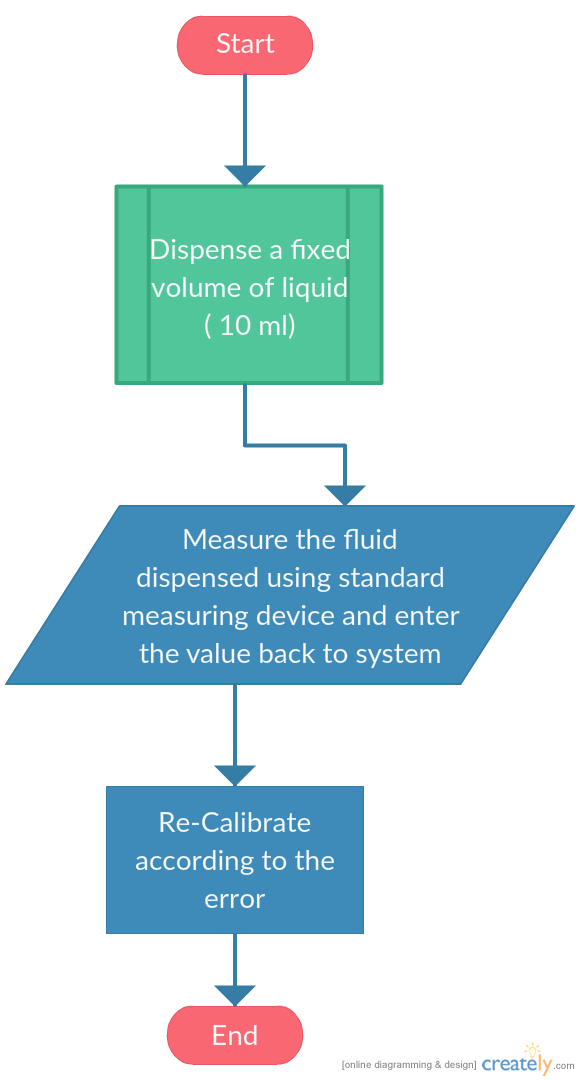 Start
Dispense a fixed
volume of liquid
( 10 ml)
Measure the fluid
dispensed using standard
measuring device and enter
the value back to system
Re-Calibrate
according to the
error
End
[online diagramming & design] creately.com